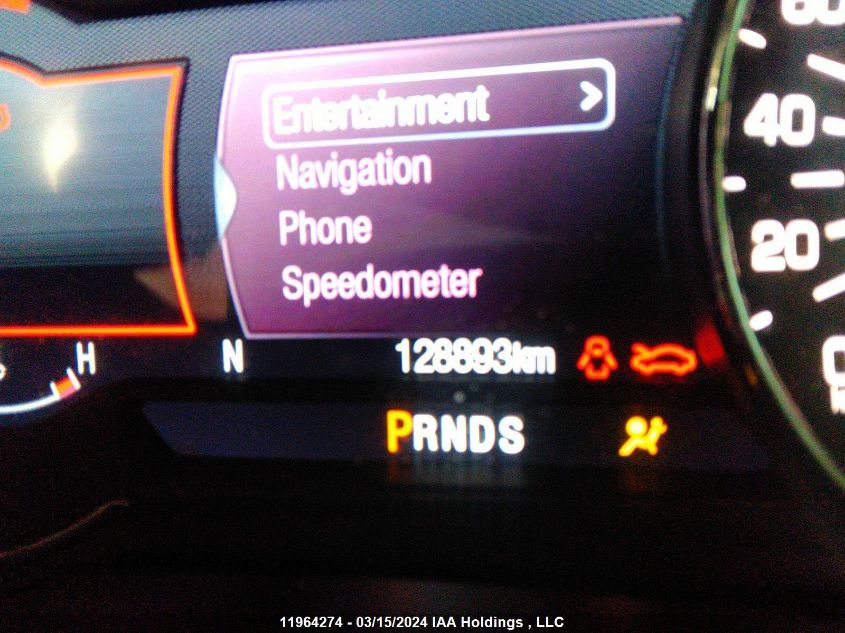 Entertainment >
Navigation
Phone
Speedometer
40
20
H
N
128893km
PRNDS
11964274 - 03/15/2024 IAA Holdings , LLC